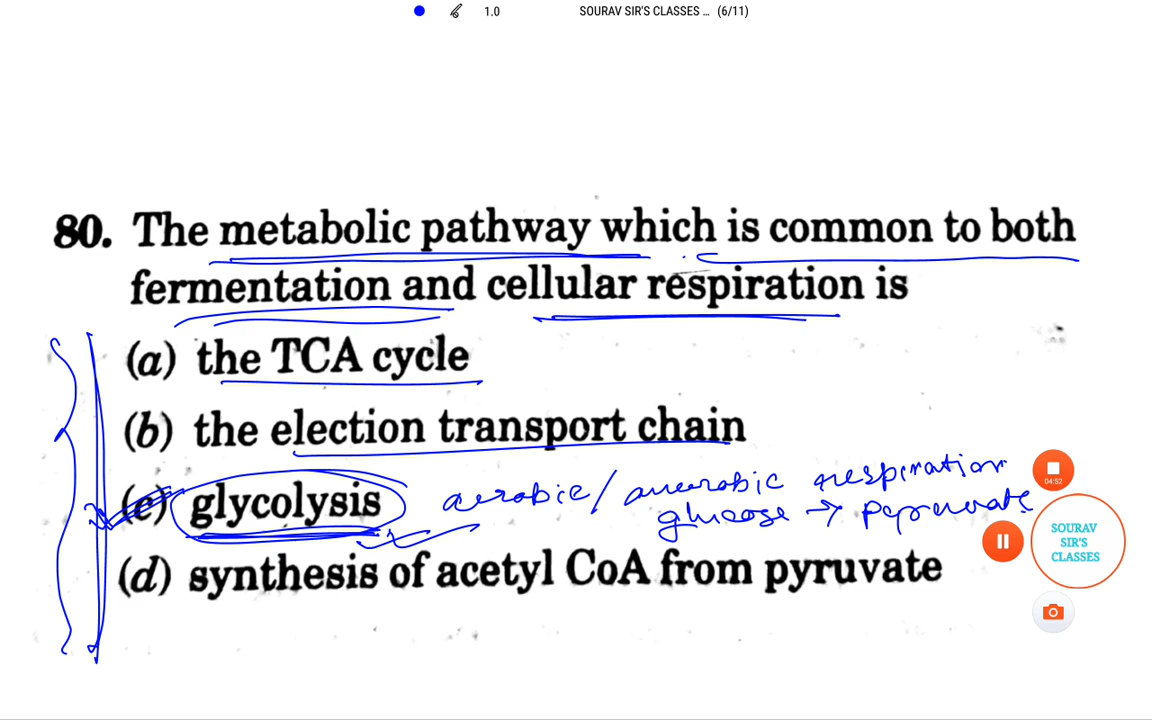 1.0 SOURAV SIR'S CLASSES ... (6/11)
80. The metabolic pathway which is common to both
fermentation and cellular respiration is
(a) the TCA cycle
(b) the election transport chain
(c) glycolysis aerobic / anaerobic respiration
glucose → pyruvate
(d) synthesis of acetyl CoA from pyruvate
04:52
SOURAV
SIR'S
CLASSES